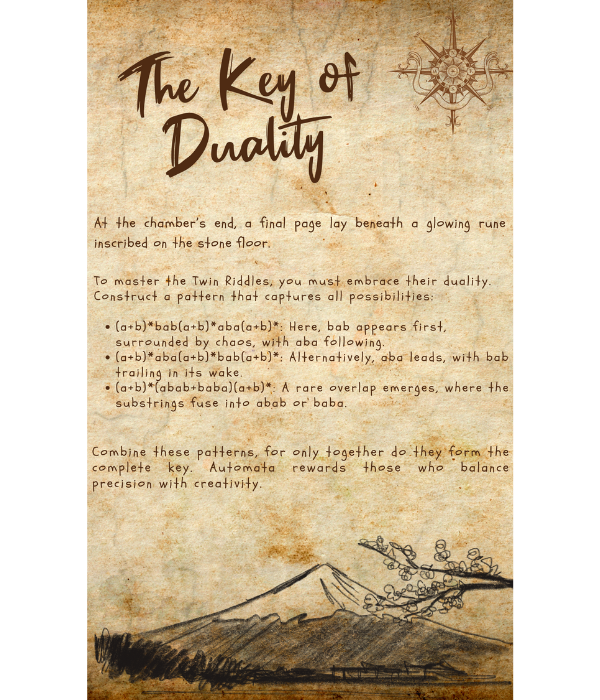 The Key of
Duality
At the chamber's end, a final page lay beneath a glowing rune
inscribed on the stone floor.
To master the Twin Riddles, you must embrace their duality.
Construct a pattern that captures all possibilities:
• (a+b)*bab(a+b)*aba(a+b)*: Here, bab appears first,
surrounded by chaos, with aba following.
• (a+b)*aba(a+b)*bab(a+b)*: Alternatively, aba leads, with bab
trailing in its wake.
• (a+b)*(abab+baba)(a+b)*: A rare overlap emerges, where the
substrings fuse into abab or baba.
Combine these patterns, for only together do they form the
complete key. Automata rewards those who balance
precision with creativity.